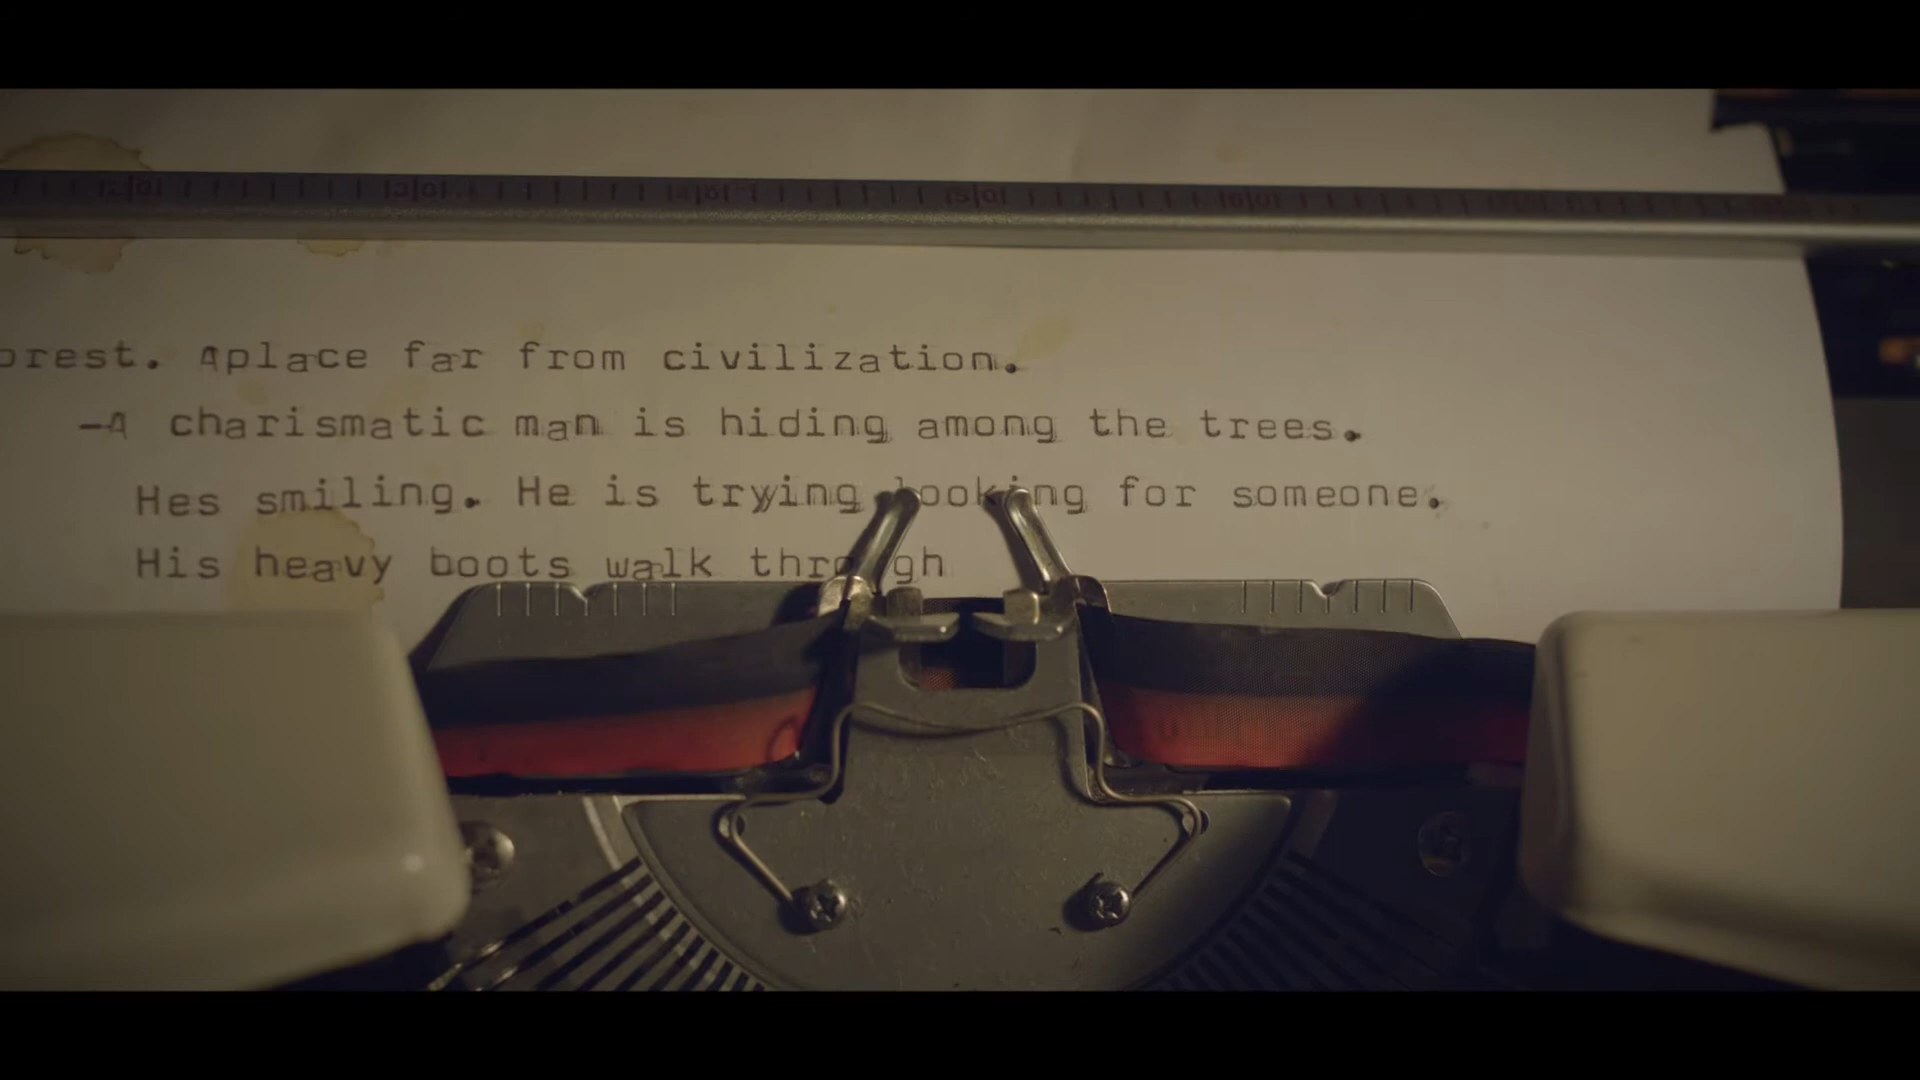 orest. Aplace far from civilization.
-A charismatic man is hiding among the trees.
Hes smiling. He is trying looking for someone.
His heavy boots walk through